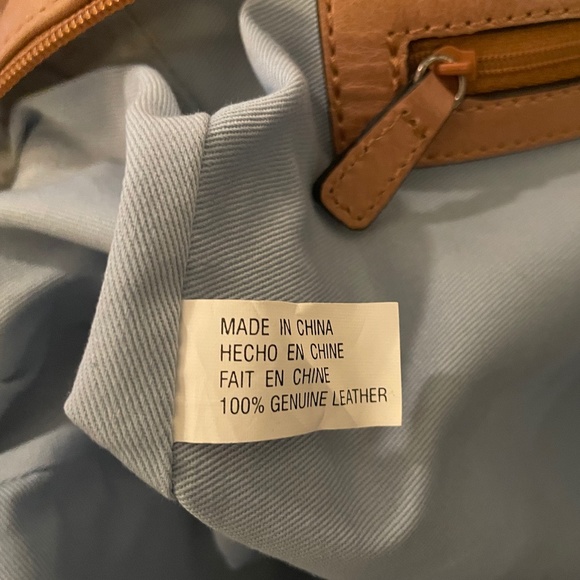 MADE IN CHINA
HECHO EN CHINE
FAIT EN CHINE
100% GENUINE LEATHER